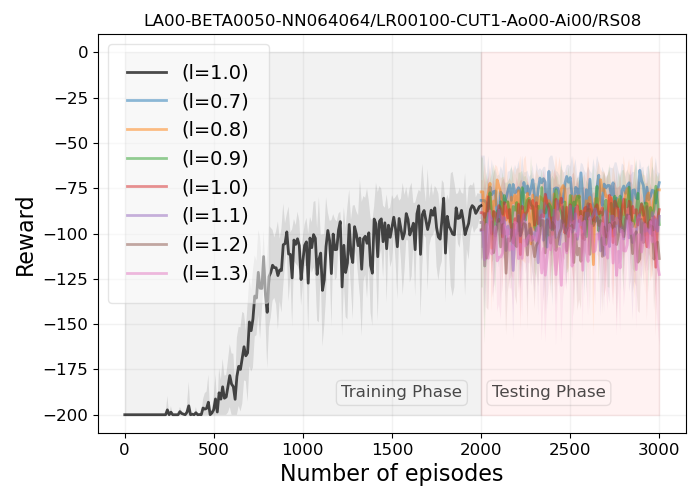 LA00-BETA0050-NN064064/LR00100-CUT1-Ao00-Ai00/RS08
0
−25
−50
−75
−100
−125
−150
−175
−200
Reward
(l=1.0)
(l=0.7)
(l=0.8)
(l=0.9)
(l=1.0)
(l=1.1)
(l=1.2)
(l=1.3)
Training Phase
Testing Phase
0
500
1000
1500
2000
2500
3000
Number of episodes